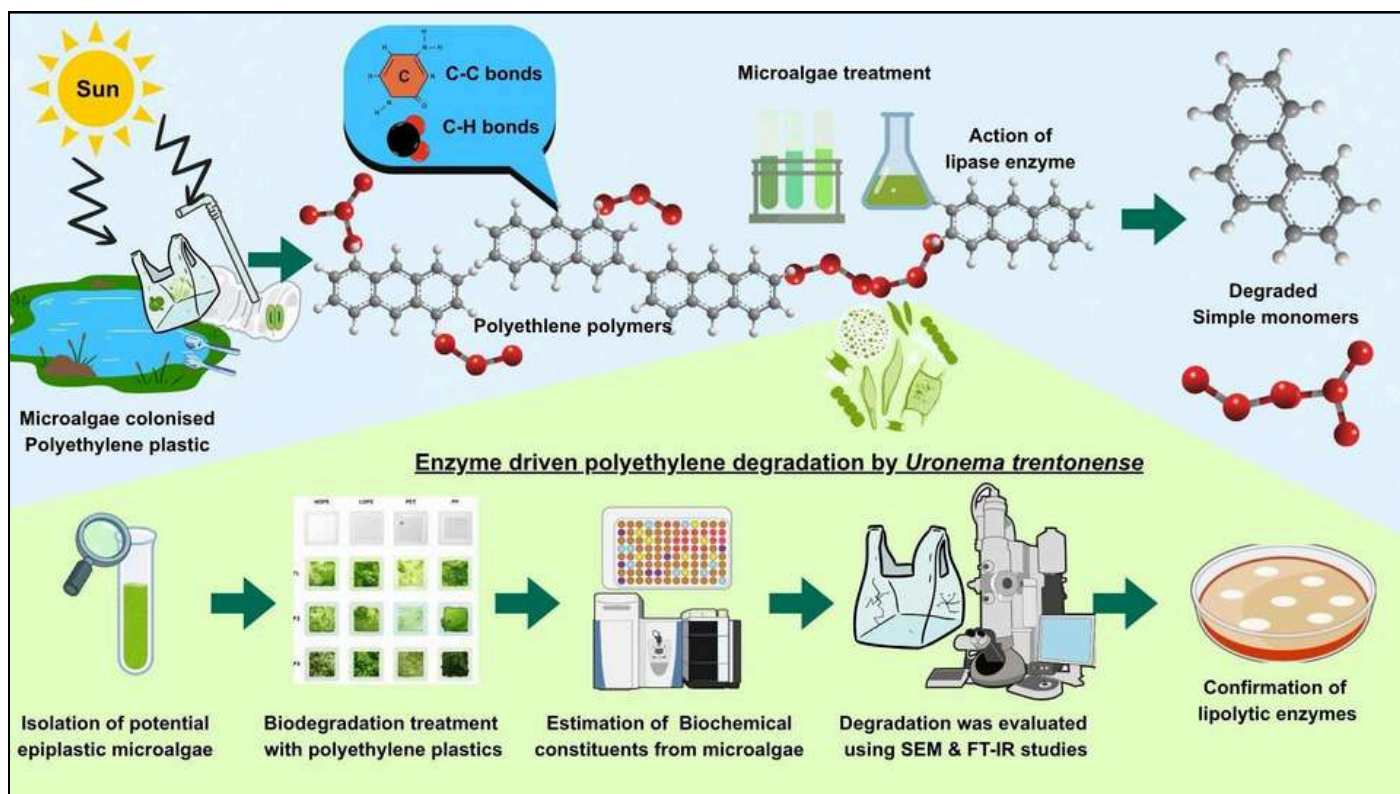 Sun
C-C bonds
C-H bonds
C
H
H
N
H
H
N
N
H
O
Microalgae treatment
Action of
lipase enzyme
Polyethlene polymers
Degraded
Simple monomers
Microalgae colonised
Polyethylene plastic
Enzyme driven polyethylene degradation by Uronema trentonense
HDPE LDPE PET PP
P3
Isolation of potential
epiplastic microalgae
Biodegradation treatment
with polyethylene plastics
Estimation of Biochemical
constituents from microalgae
Degradation was evaluated
using SEM & FT-IR studies
Confirmation of
lipolytic enzymes